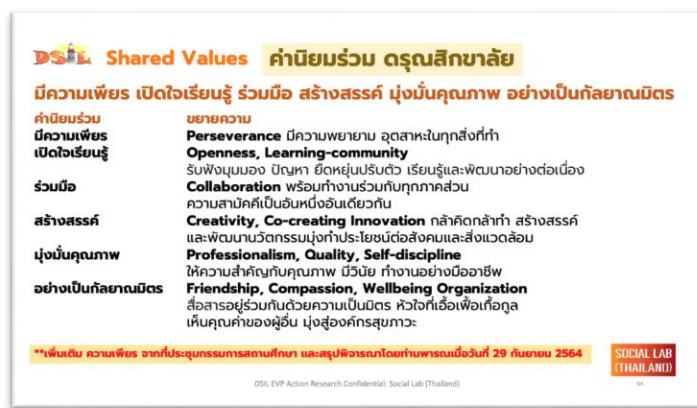 DSIL Shared Values ค่านิยมร่วม ดรุณสิกขาลัย
มีความเพียร เปิดใจเรียนรู้ ร่วมมือ สร้างสรรค์ มุ่งมั่นคุณภาพ อย่างเป็นกัลยาณมิตร
ค่านิยมร่วม ขยายความ
มีความเพียร Perseverance มีความพยายาม อุตสาหะในทุกสิ่งที่ทำ
เปิดใจเรียนรู้ Openness, Learning-community
รับฟังมุมมอง ปัญหา ยืดหยุ่นปรับตัว เรียนรู้และพัฒนาอย่างต่อเนื่อง
ร่วมมือ Collaboration พร้อมทำงานร่วมกับทุกภาคส่วน
ความสามัคคีเป็นอันหนึ่งอันเดียวกัน
สร้างสรรค์ Creativity, Co-creating Innovation กล้าคิดกล้าทำ สร้างสรรค์
และพัฒนานวัตกรรมมุ่งทำประโยชน์ต่อสังคมและสิ่งแวดล้อม
มุ่งมั่นคุณภาพ Professionalism, Quality, Self-discipline
ให้ความสำคัญกับคุณภาพ มีวินัย ทำงานอย่างมืออาชีพ
อย่างเป็นกัลยาณมิตร Friendship, Compassion, Wellbeing Organization
สื่อสารอยู่ร่วมกันด้วยความเป็นมิตร หัวใจที่เอื้อเฟื้อเกื้อกูล
เห็นคุณค่าของผู้อื่น มุ่งสู่องค์กรสุขภาวะ
**เพิ่มเติม ความเพียร จากที่ประชุมกรรมการสถานศึกษา และสรุปพิจารณาโดยท่านพารณเมื่อวันที่ 29 กันยายน 2564
SOCIAL LAB
(THAILAND)
DSIL EVP Action Research Confidential: Social Lab (Thailand)